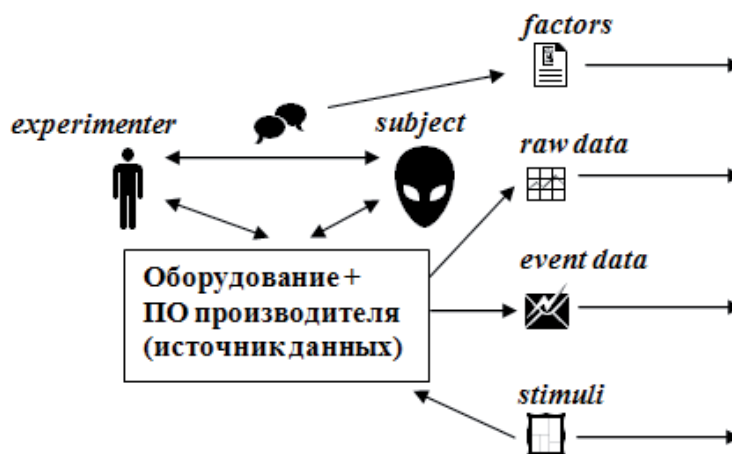 factors
experimenter
subject
raw data
event data
Оборудование +
ПО производителя
(источник данных)
stimuli